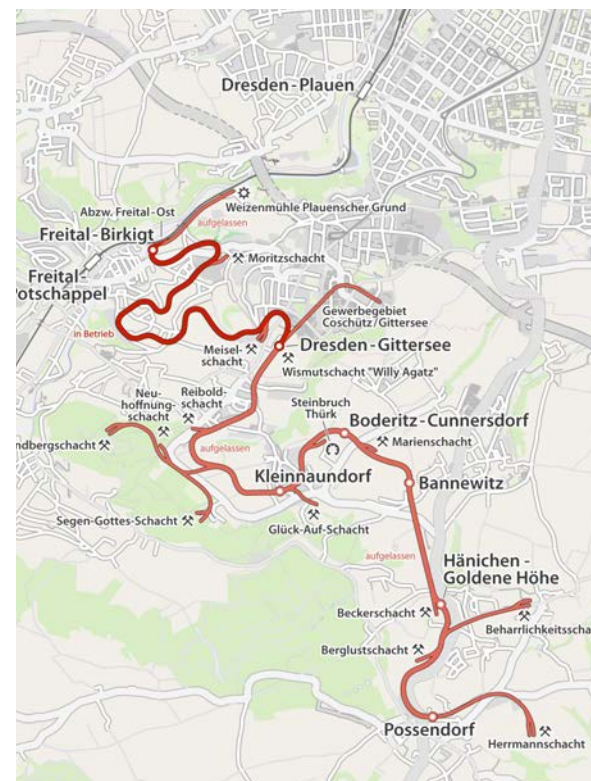 Dresden-Plauen
Weizenmühle Plauenscher Grund
Abzw. Freital-Ost
aufgelassen
Freital-Birkigt
Moritzschacht
Freital-
Potschappel
Gewerbegebiet
Coschütz/Gittersee
in Betrieb
Meisel-
schacht
Dresden-Gittersee
Wismutschacht "Willy Agatz"
Neu-
hoffnung-
schacht
Reibold-
schacht
Steinbruch
Thürk
Boderitz-Cunnersdorf
Marienschacht
ndbergschacht
aufgelassen
Kleinnaundorf
Bannewitz
Segen-Gottes-Schacht
Glück-Auf-Schacht
aufgelassen
Hänichen-
Goldene Höhe
Beckerschacht
Beharrlichkeitsscha
Berglustschacht
Possendorf
Herrmannschacht